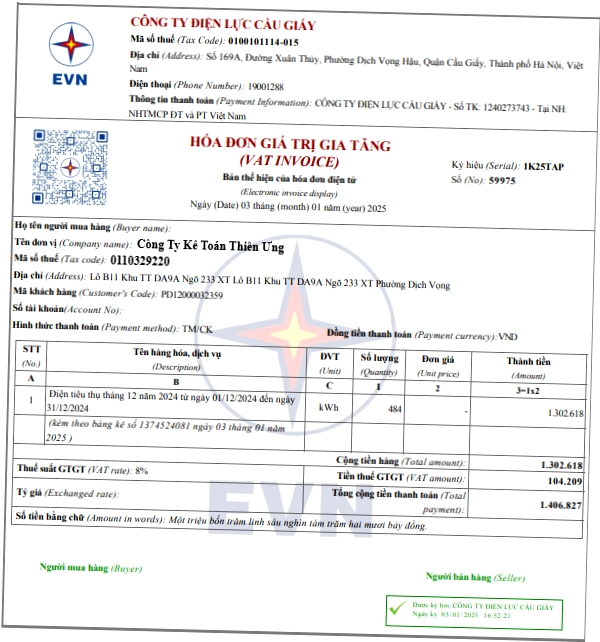 EVN
CÔNG TY ĐIỆN LỰC CẦU GIẤY
Mã số thuế (Tax Code): 0100101114-015
Địa chỉ (Address): Số 169A, Đường Xuân Thủy, Phường Dịch Vọng Hậu, Quận Cầu Giấy, Thành phố Hà Nội, Việt
Nam
Điện thoại (Phone Number): 19001288
Thông tin thanh toán (Payment Information): CÔNG TY ĐIỆN LỰC CẦU GIẤY - Số TK: 1240273743 - Tại NH:
NHTMCP ĐT và PT Việt Nam
HÓA ĐƠN GIÁ TRỊ GIA TĂNG
(VAT INVOICE)
Bản thể hiện của hóa đơn điện tử
(Electronic invoice display)
Ngày (Date) 03 tháng (month) 01 năm (year) 2025
Ký hiệu (Serial): 1K25TAP
Số (No): 59975
Họ tên người mua hàng (Buyer name):
Tên đơn vị (Company name): Công Ty Kế Toán Thiên Ưng
Mã số thuế (Tax code): 0110329220
Địa chỉ (Address): Lô B11 Khu TT DA9A Ngõ 233 XT Lô B11 Khu TT DA9A Ngõ 233 XT Phường Dịch Vọng
Mã khách hàng (Customer's Code): PD12000032359
Số tài khoản(Account No):
Hình thức thanh toán (Payment method): TM/CK
Đồng tiền thanh toán (Payment currency):VND
STT Tên hàng hóa, dịch vụ ĐVT Số lượng Đơn giá Thành tiền
(No.) (Description) (Unit) (Quantity) (Unit price) (Amount)
A B C 1 2 3=1x2
1 Điện tiêu thụ tháng 12 năm 2024 từ ngày 01/12/2024 đến ngày
31/12/2024 kWh 484 - 1.302.618
(kèm theo bảng kê số 1374524081 ngày 03 tháng 01 năm
2025 )
Cộng tiền hàng (Total amount): 1.302.618
Thuế suất GTGT (VAT rate): 8% Tiền thuế GTGT (VAT amount): 104.209
Tỷ giá (Exchanged rate): Tổng cộng tiền thanh toán (Total
payment): 1.406.827
EVN
Số tiền bằng chữ (Amount in words): Một triệu bốn trăm linh sáu nghìn tám trăm hai mươi bảy đồng.
Người mua hàng (Buyer)
Người bán hàng (Seller)
Được ký bởi CÔNG TY ĐIỆN LỰC CẦU GIẤY
Ngày ký 03/01/2025 16:52:21